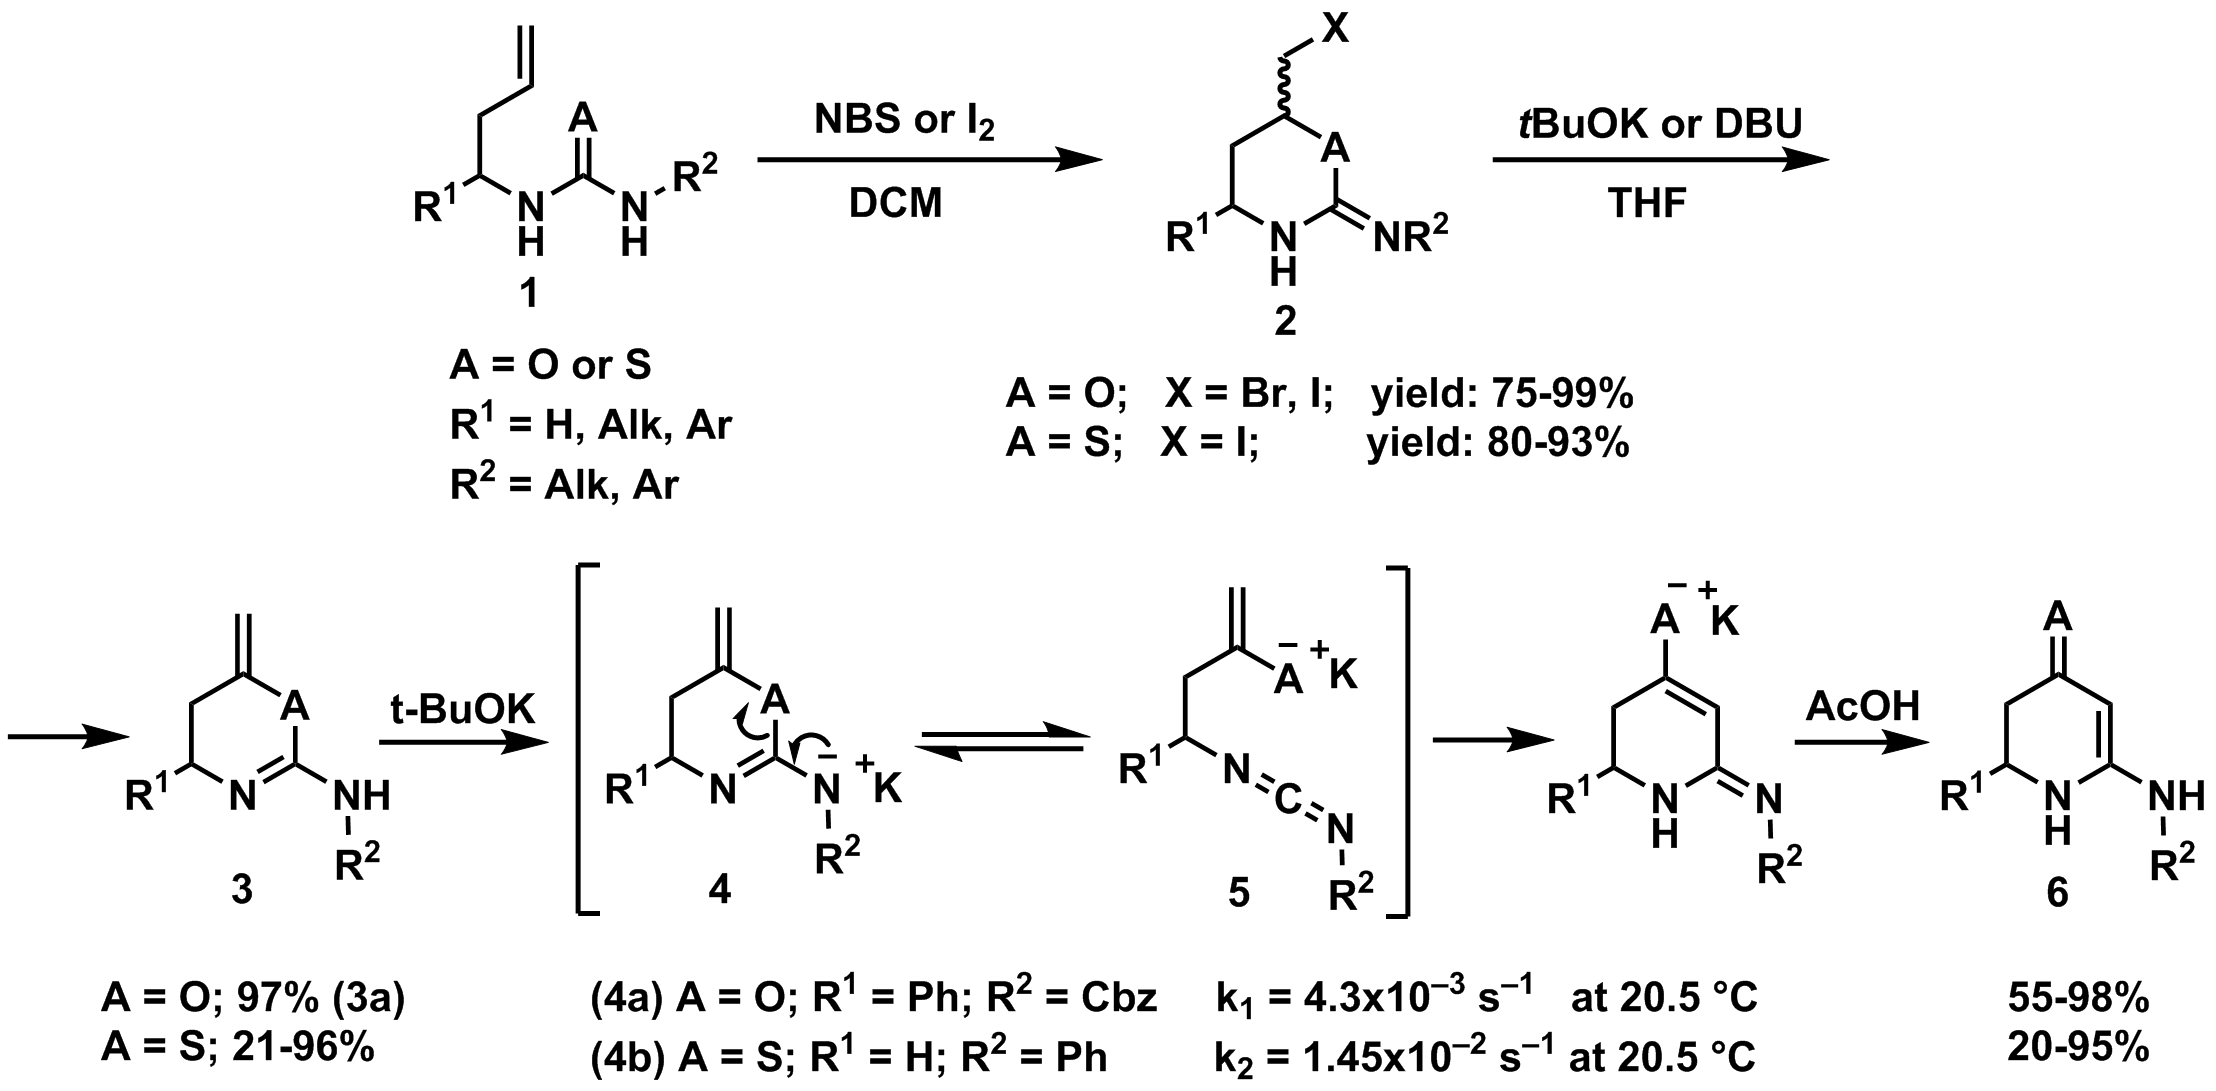 X
A
A
NBS or I₂
tBuOK or DBU
R¹ N H N H R²
DCM
R¹ N H NR²
THF
1
2
A = O or S
R¹ = H, Alk, Ar
R² = Alk, Ar
A = O; X = Br, I; yield: 75-99%
A = S; X = I; yield: 80-93%
A
A
A – +K
A – +K
A
t-BuOK
AcOH
R¹ N NH R²
R¹ N N – +K R²
R¹ N C N R²
R¹ N H N R²
R¹ N H NH R²
3
4
5
6
A = O; 97% (3a)
A = S; 21-96%
(4a) A = O; R¹ = Ph; R² = Cbz
(4b) A = S; R¹ = H; R² = Ph
k₁ = 4.3x10⁻³ s⁻¹ at 20.5 °C
k₂ = 1.45x10⁻² s⁻¹ at 20.5 °C
55-98%
20-95%